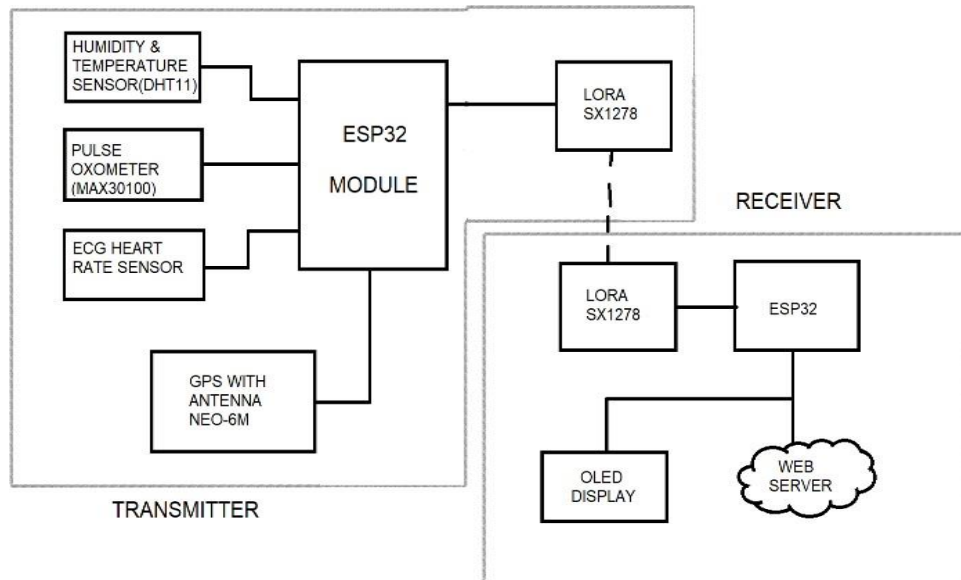 HUMIDITY &
TEMPERATURE
SENSOR(DHT11)
PULSE
OXOMETER
(MAX30100)
ECG HEART
RATE SENSOR
ESP32
MODULE
LORA
SX1278
GPS WITH
ANTENNA
NEO-6M
TRANSMITTER
RECEIVER
LORA
SX1278
ESP32
OLED
DISPLAY
WEB
SERVER